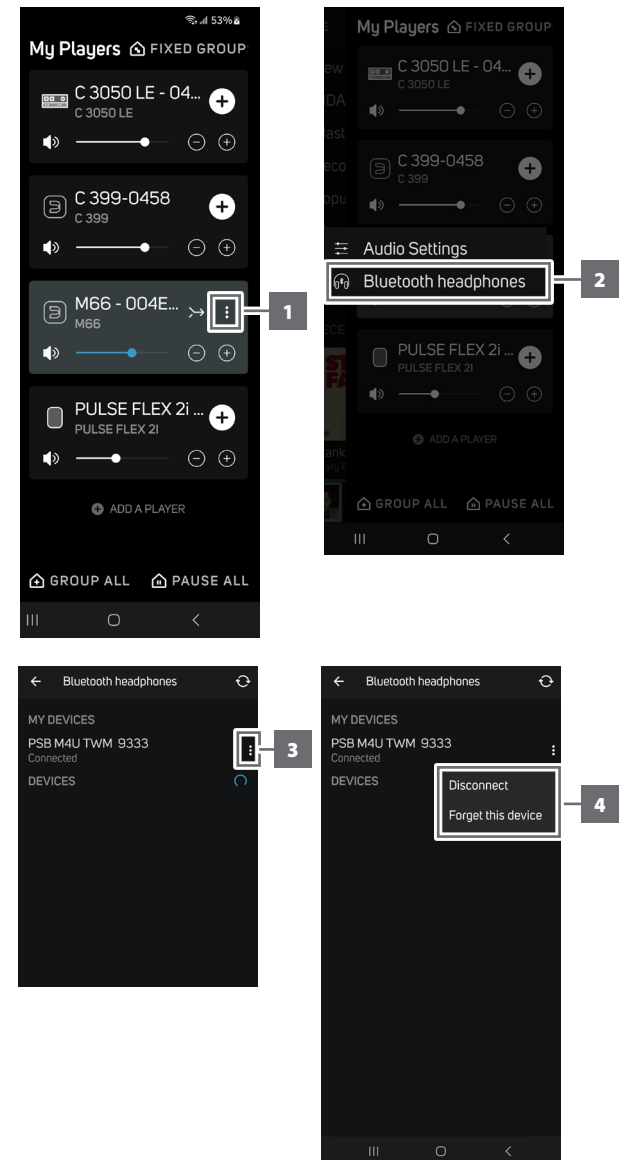 53%
My Players FIXED GROUP
C 3050 LE - 04...
C 3050 LE
C 399-0458
C 399
M66 - 004E...
M66
1
PULSE FLEX 2i ...
PULSE FLEX 2I
ADD A PLAYER
GROUP ALL PAUSE ALL
My Players FIXED GROUP
C 3050 LE - 04...
C 3050 LE
C 399-0458
C 399
Audio Settings
Bluetooth headphones
2
PULSE FLEX 2i ...
PULSE FLEX 2I
ADD A PLAYER
GROUP ALL PAUSE ALL
Bluetooth headphones
MY DEVICES
PSB M4U TWM 9333
Connected
3
DEVICES
Bluetooth headphones
MY DEVICES
PSB M4U TWM 9333
Connected
DEVICES
Disconnect
Forget this device
4